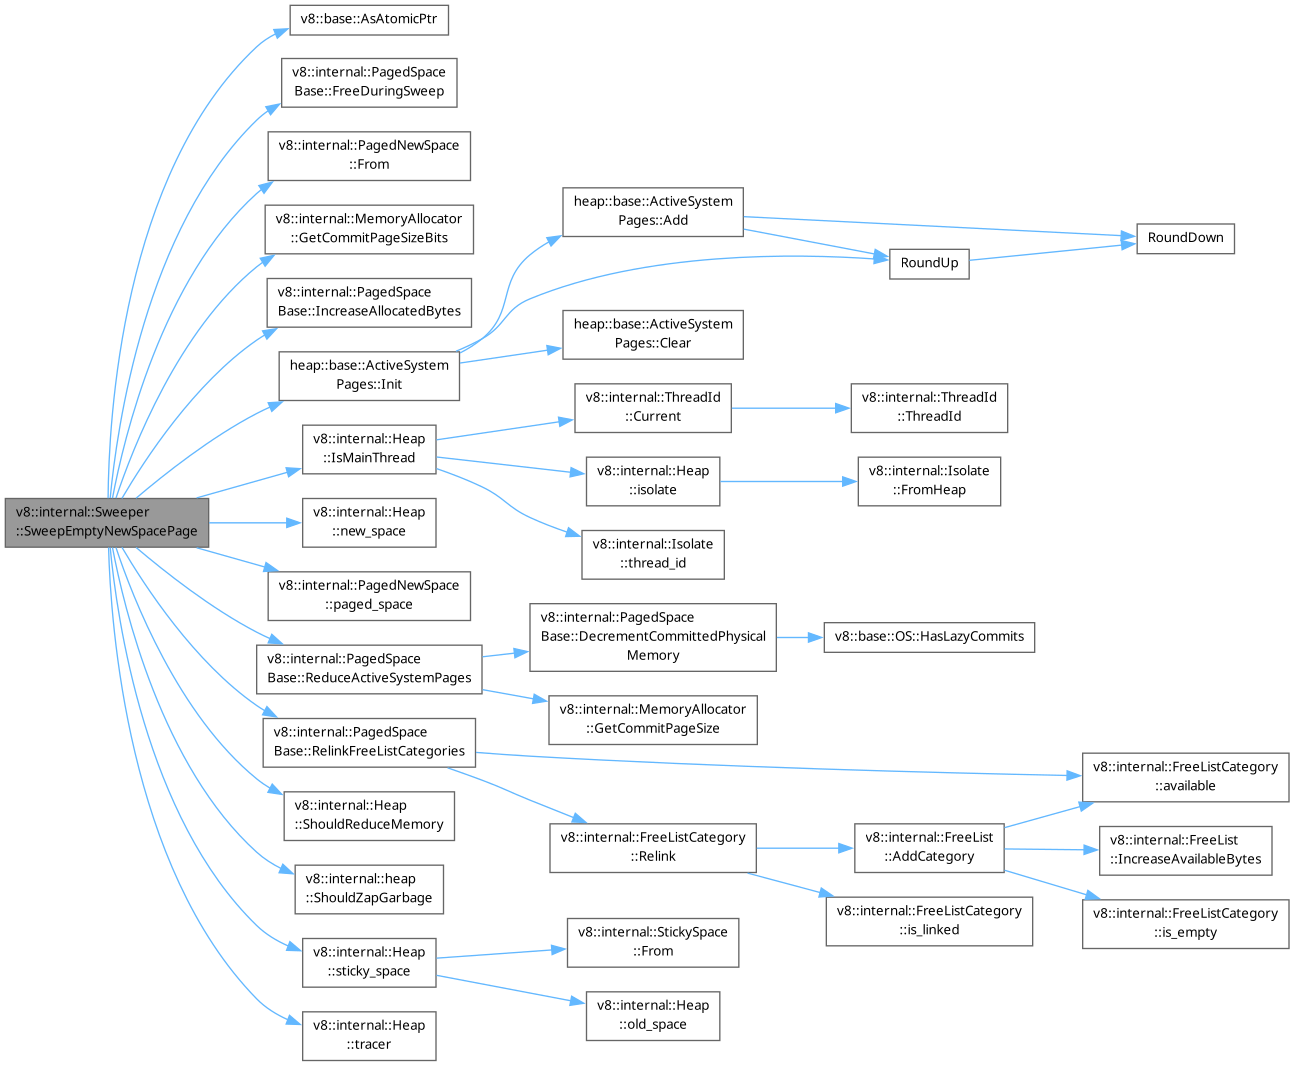 v8::base::AsAtomicPtr
v8::internal::PagedSpace
Base::FreeDuringSweep
v8::internal::PagedNewSpace
::From
v8::internal::MemoryAllocator
::GetCommitPageSizeBits
v8::internal::PagedSpace
Base::IncreaseAllocatedBytes
heap::base::ActiveSystem
Pages::Init
v8::internal::Heap
::IsMainThread
v8::internal::Sweeper
::SweepEmptyNewSpacePage
v8::internal::Heap
::new_space
v8::internal::PagedNewSpace
::paged_space
v8::internal::PagedSpace
Base::ReduceActiveSystemPages
v8::internal::PagedSpace
Base::RelinkFreeListCategories
v8::internal::Heap
::ShouldReduceMemory
v8::internal::heap
::ShouldZapGarbage
v8::internal::Heap
::sticky_space
v8::internal::Heap
::tracer
heap::base::ActiveSystem
Pages::Add
RoundUp
RoundDown
heap::base::ActiveSystem
Pages::Clear
v8::internal::ThreadId
::Current
v8::internal::ThreadId
::ThreadId
v8::internal::Heap
::isolate
v8::internal::Isolate
::FromHeap
v8::internal::Isolate
::thread_id
v8::internal::PagedSpace
Base::DecrementCommittedPhysical
Memory
v8::base::OS::HasLazyCommits
v8::internal::MemoryAllocator
::GetCommitPageSize
v8::internal::FreeListCategory
::available
v8::internal::FreeListCategory
::Relink
v8::internal::FreeList
::AddCategory
v8::internal::FreeList
::IncreaseAvailableBytes
v8::internal::FreeListCategory
::is_linked
v8::internal::FreeListCategory
::is_empty
v8::internal::StickySpace
::From
v8::internal::Heap
::old_space